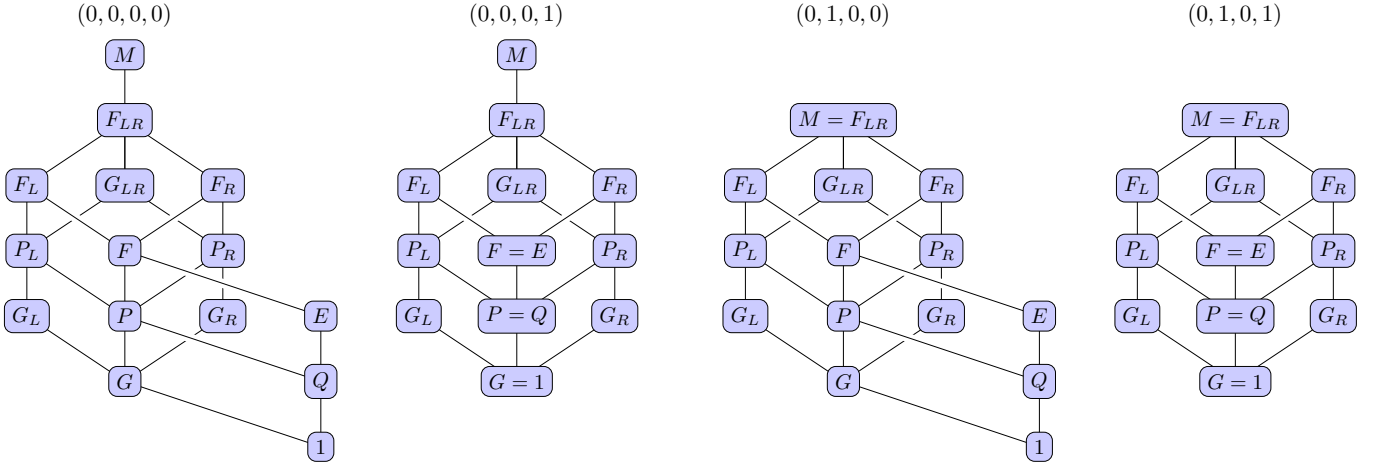 (0, 0, 0, 0) (0, 0, 0, 1) (0, 1, 0, 0) (0, 1, 0, 1)
M M
F_{LR} F_{LR} M = F_{LR} M = F_{LR}
F_L G_{LR} F_R F_L G_{LR} F_R F_L G_{LR} F_R F_L G_{LR} F_R
P_L F P_R P_L F = E P_R P_L F P_R P_L F = E P_R
G_L P G_R E G_L P = Q G_R G_L P G_R E G_L P = Q G_R
G Q G = 1 G Q G = 1
1 1